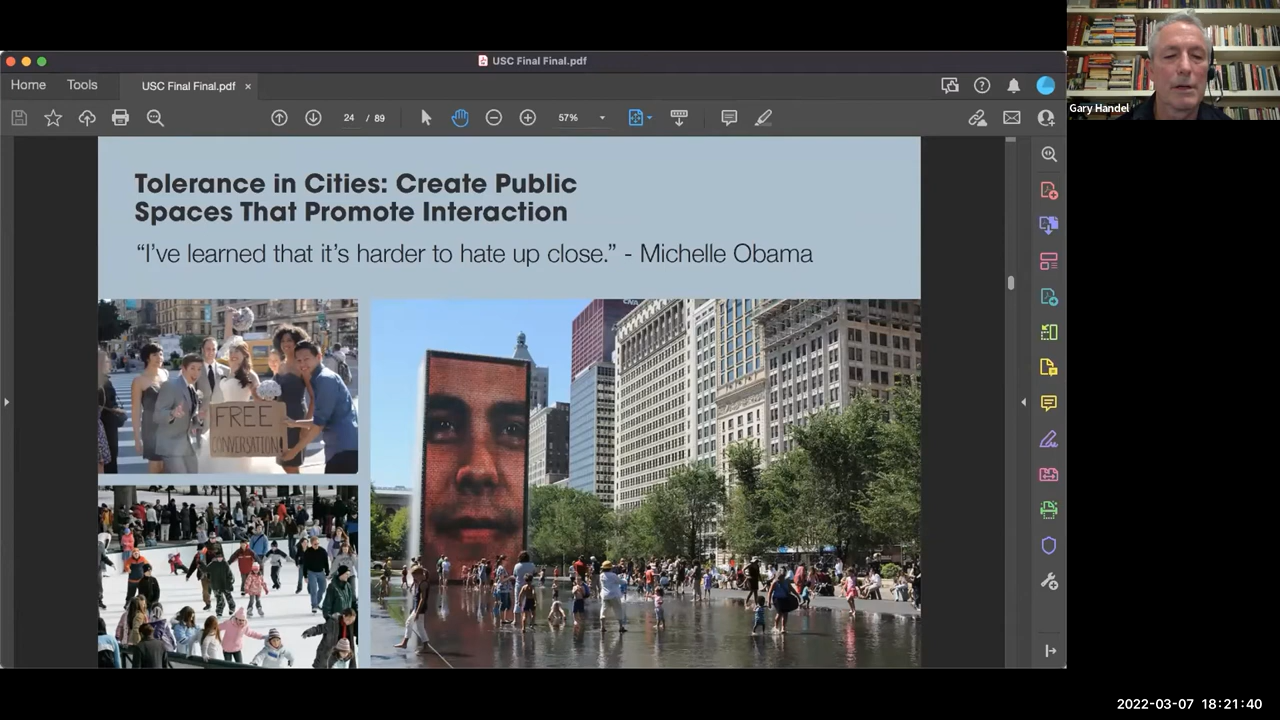 USC Final Final.pdf
Home
Tools
USC Final Final.pdf ×
24 / 89
57%
Tolerance in Cities: Create Public
Spaces That Promote Interaction
“I’ve learned that it’s harder to hate up close.” - Michelle Obama
FREE
CONVERSATION!
Gary Handel
2022-03-07 18:21:40